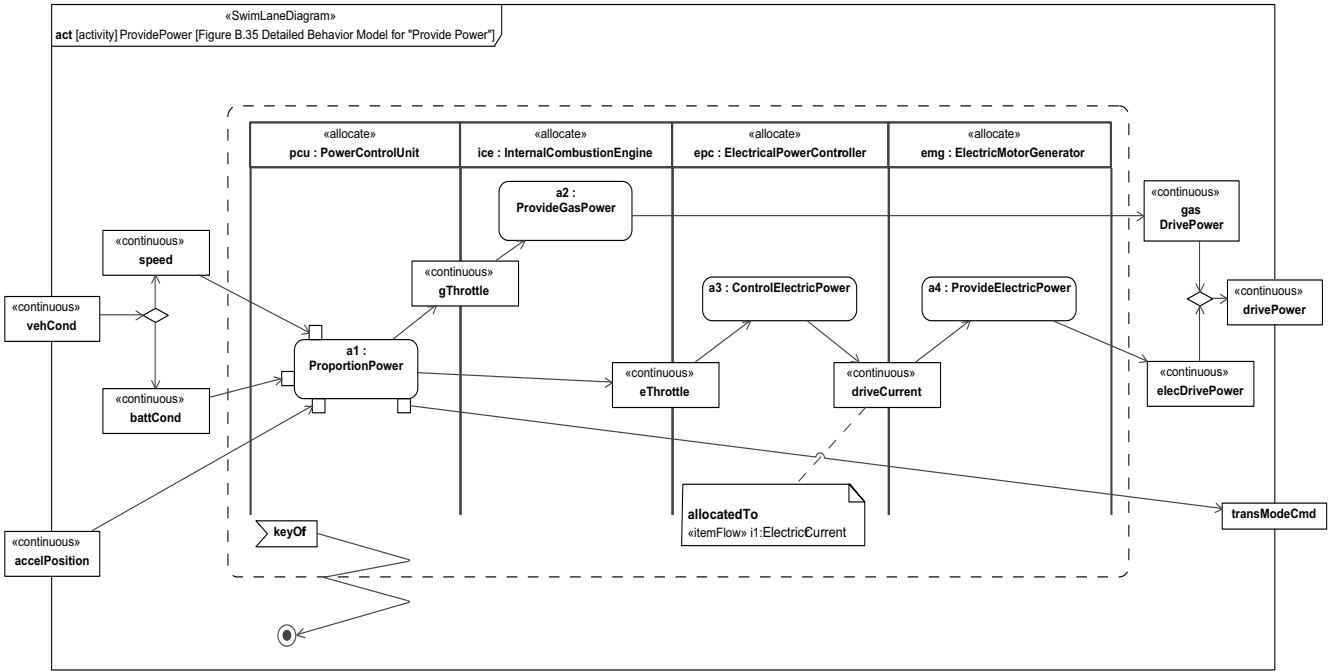 «SwimLaneDiagram»
act [activity] ProvidePower [Figure B.35 Detailed Behavior Model for "Provide Power"]
«allocate»
pcu : PowerControlUnit
«allocate»
ice : InternalCombustionEngine
«allocate»
epc : ElectricalPowerController
«allocate»
emg : ElectricMotorGenerator
a2 :
ProvideGasPower
«continuous»
gas
DrivePower
«continuous»
speed
«continuous»
gThrottle
a3 : ControlElectricPower
a4 : ProvideElectricPower
«continuous»
vehCond
«continuous»
drivePower
a1 :
ProportionPower
«continuous»
eThrottle
«continuous»
driveCurrent
«continuous»
elecDrivePower
«continuous»
battCond
allocatedTo
«itemFlow» i1:ElectricCurrent
transModeCmd
keyOff
«continuous»
accelPosition